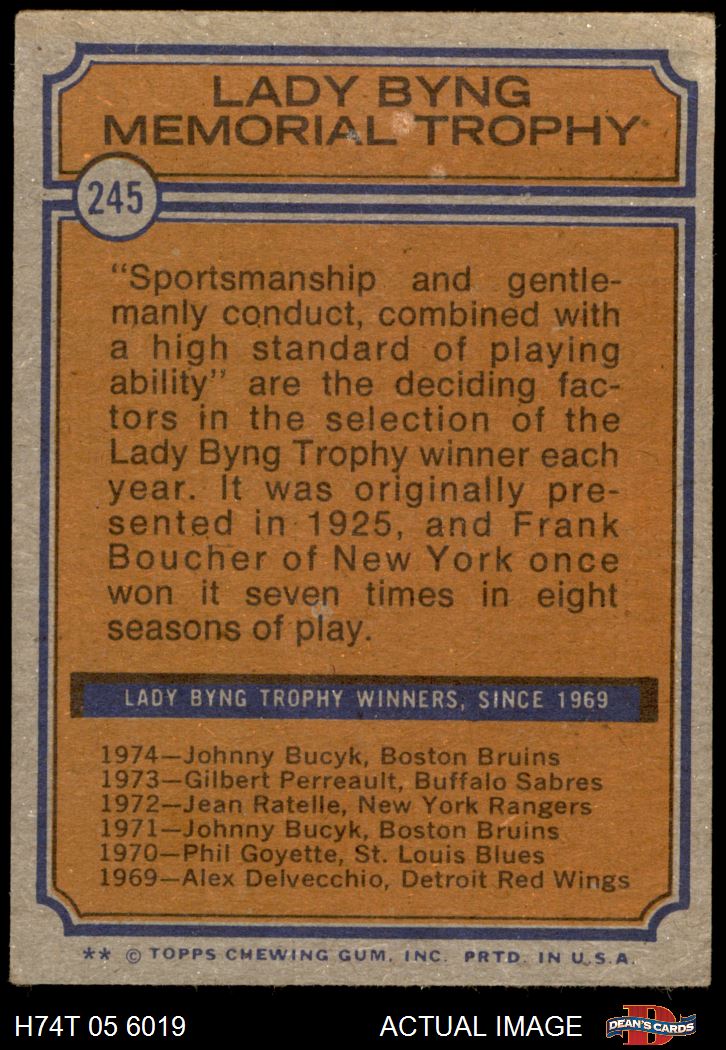 LADY BYNG
MEMORIAL TROPHY
245
“Sportsmanship and gentle-
manly conduct, combined with
a high standard of playing
ability” are the deciding fac-
tors in the selection of the
Lady Byng Trophy winner each
year. It was originally pre-
sented in 1925, and Frank
Boucher of New York once
won it seven times in eight
seasons of play.
LADY BYNG TROPHY WINNERS, SINCE 1969
1974—Johnny Bucyk, Boston Bruins
1973—Gilbert Perreault, Buffalo Sabres
1972—Jean Ratelle, New York Rangers
1971—Johnny Bucyk, Boston Bruins
1970—Phil Goyette, St. Louis Blues
1969—Alex Delvecchio, Detroit Red Wings
** © TOPPS CHEWING GUM, INC. PRTD. IN U.S.A.
H74T 05 6019 ACTUAL IMAGE D DEAN'S CARDS